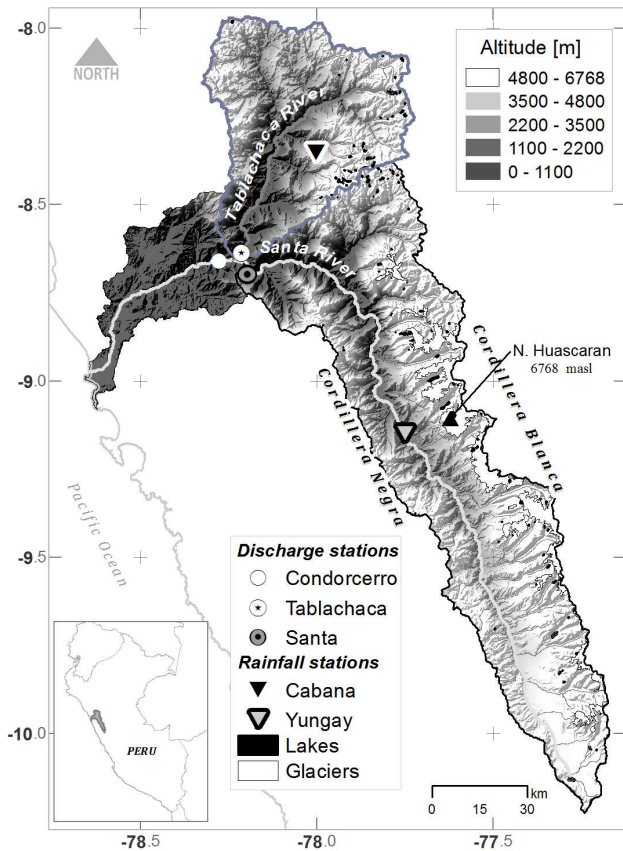 -8.0
NORTH
Altitude [m]
4800 - 6768
3500 - 4800
2200 - 3500
1100 - 2200
0 - 1100
Tablachaca River
-8.5
Santa River
Cordillera Blanca
N. Huascaran
6768 masl
-9.0
Cordillera Negra
Pacific Ocean
-9.5
Discharge stations
Condorcerro
Tablachaca
Santa
Rainfall stations
Cabana
Yungay
Lakes
Glaciers
-10.0
PERU
km
0 15 30
-78.5 -78.0 -77.5